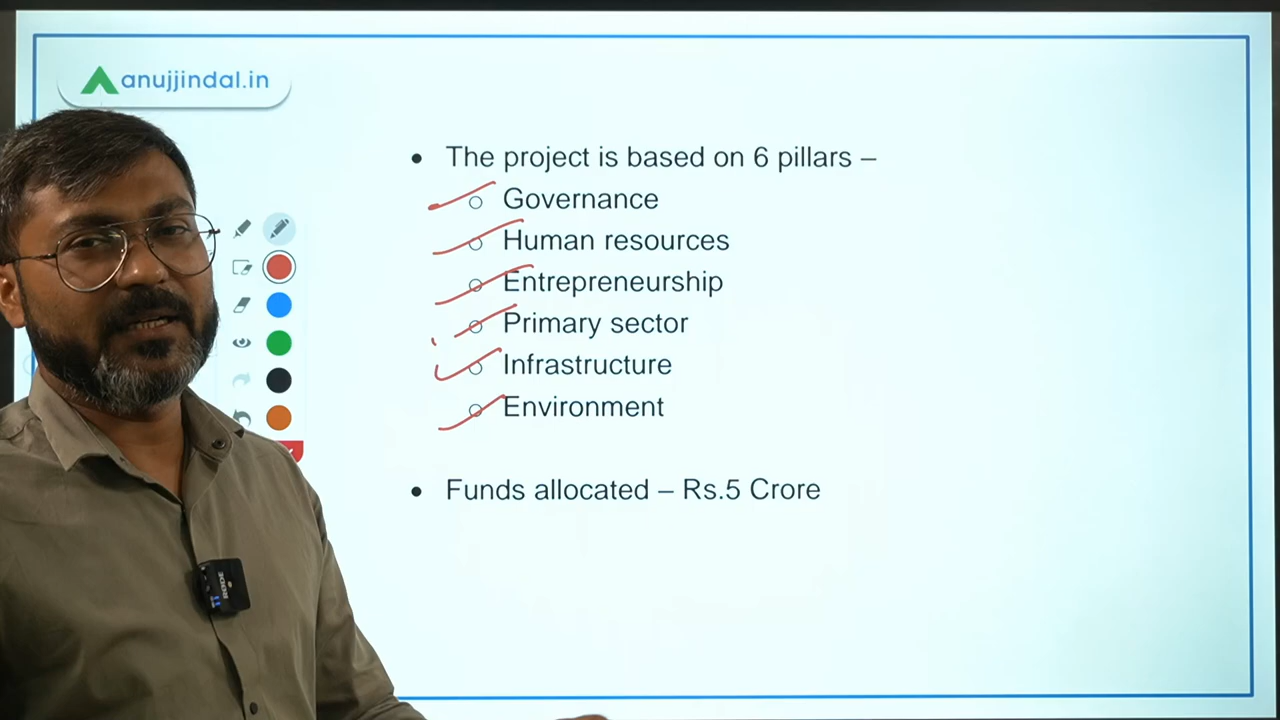 anujjindal.in
• The project is based on 6 pillars –
○ Governance
○ Human resources
○ Entrepreneurship
○ Primary sector
○ Infrastructure
○ Environment
• Funds allocated – Rs.5 Crore
RODE